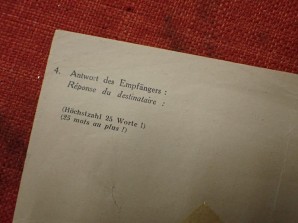 4. Antwort des Empfängers :
Réponse du destinataire :
(Höchstzahl 25 Worte !)
(25 mots au plus !)